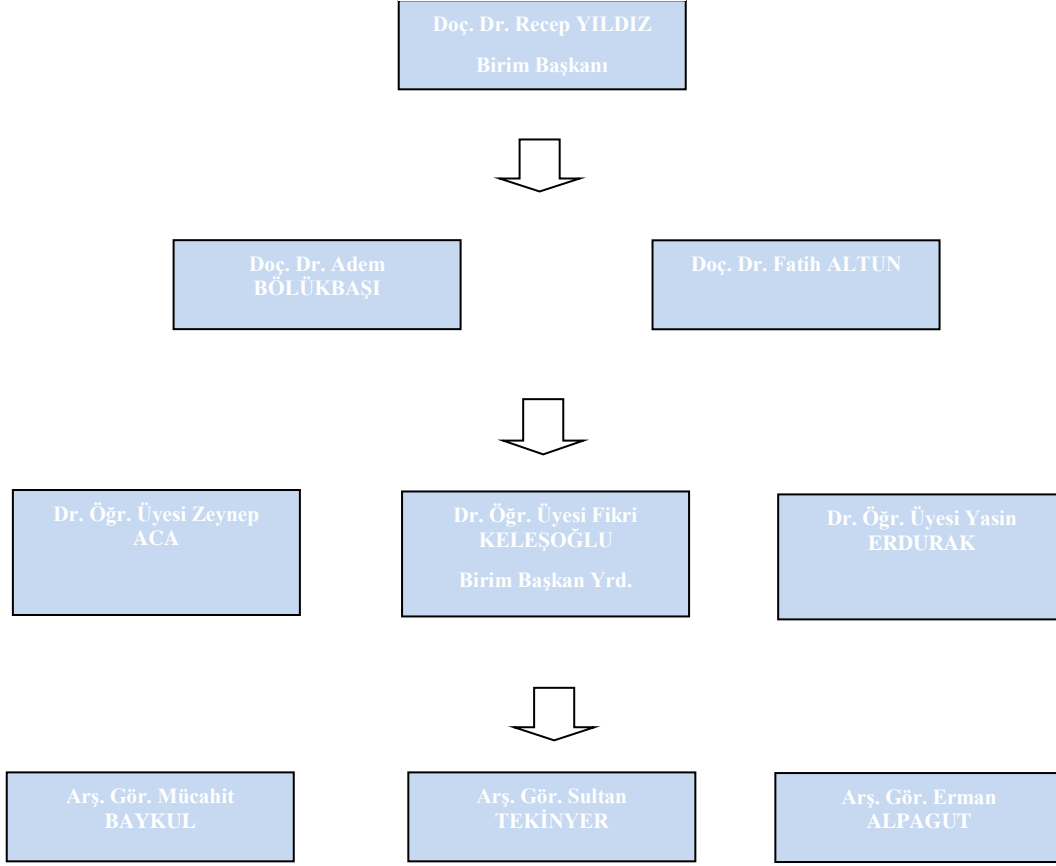 Doç. Dr. Recep YILDIZ
Birim Başkanı
Doç. Dr. Adem
BÖLÜKBAŞI
Doç. Dr. Fatih ALTUN
Dr. Öğr. Üyesi Zeynep
ACA
Dr. Öğr. Üyesi Fikri
KELEŞOĞLU
Birim Başkan Yrd.
Dr. Öğr. Üyesi Yasin
ERDURAK
Arş. Gör. Mücahit
BAYKUL
Arş. Gör. Sultan
TEKİNYER
Arş. Gör. Erman
ALPAGUT